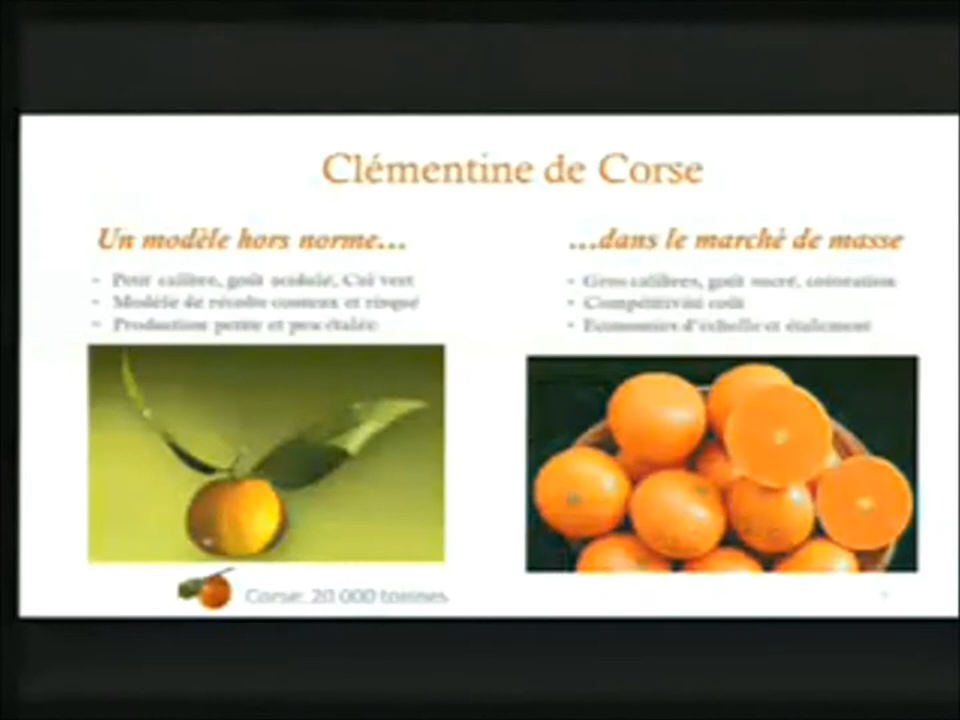 Clémentine de Corse
Un modèle hors norme...
• Petit calibre, goût acidulé, Cul vert
• Modèle de récolte couteux et risqué
• Production petite et peu étalée
...dans le marché de masse
• Gros calibres, goût sucré, coloration
• Compétitivité coût
• Economies d'échelle et étalement
Corse: 20 000 tonnes